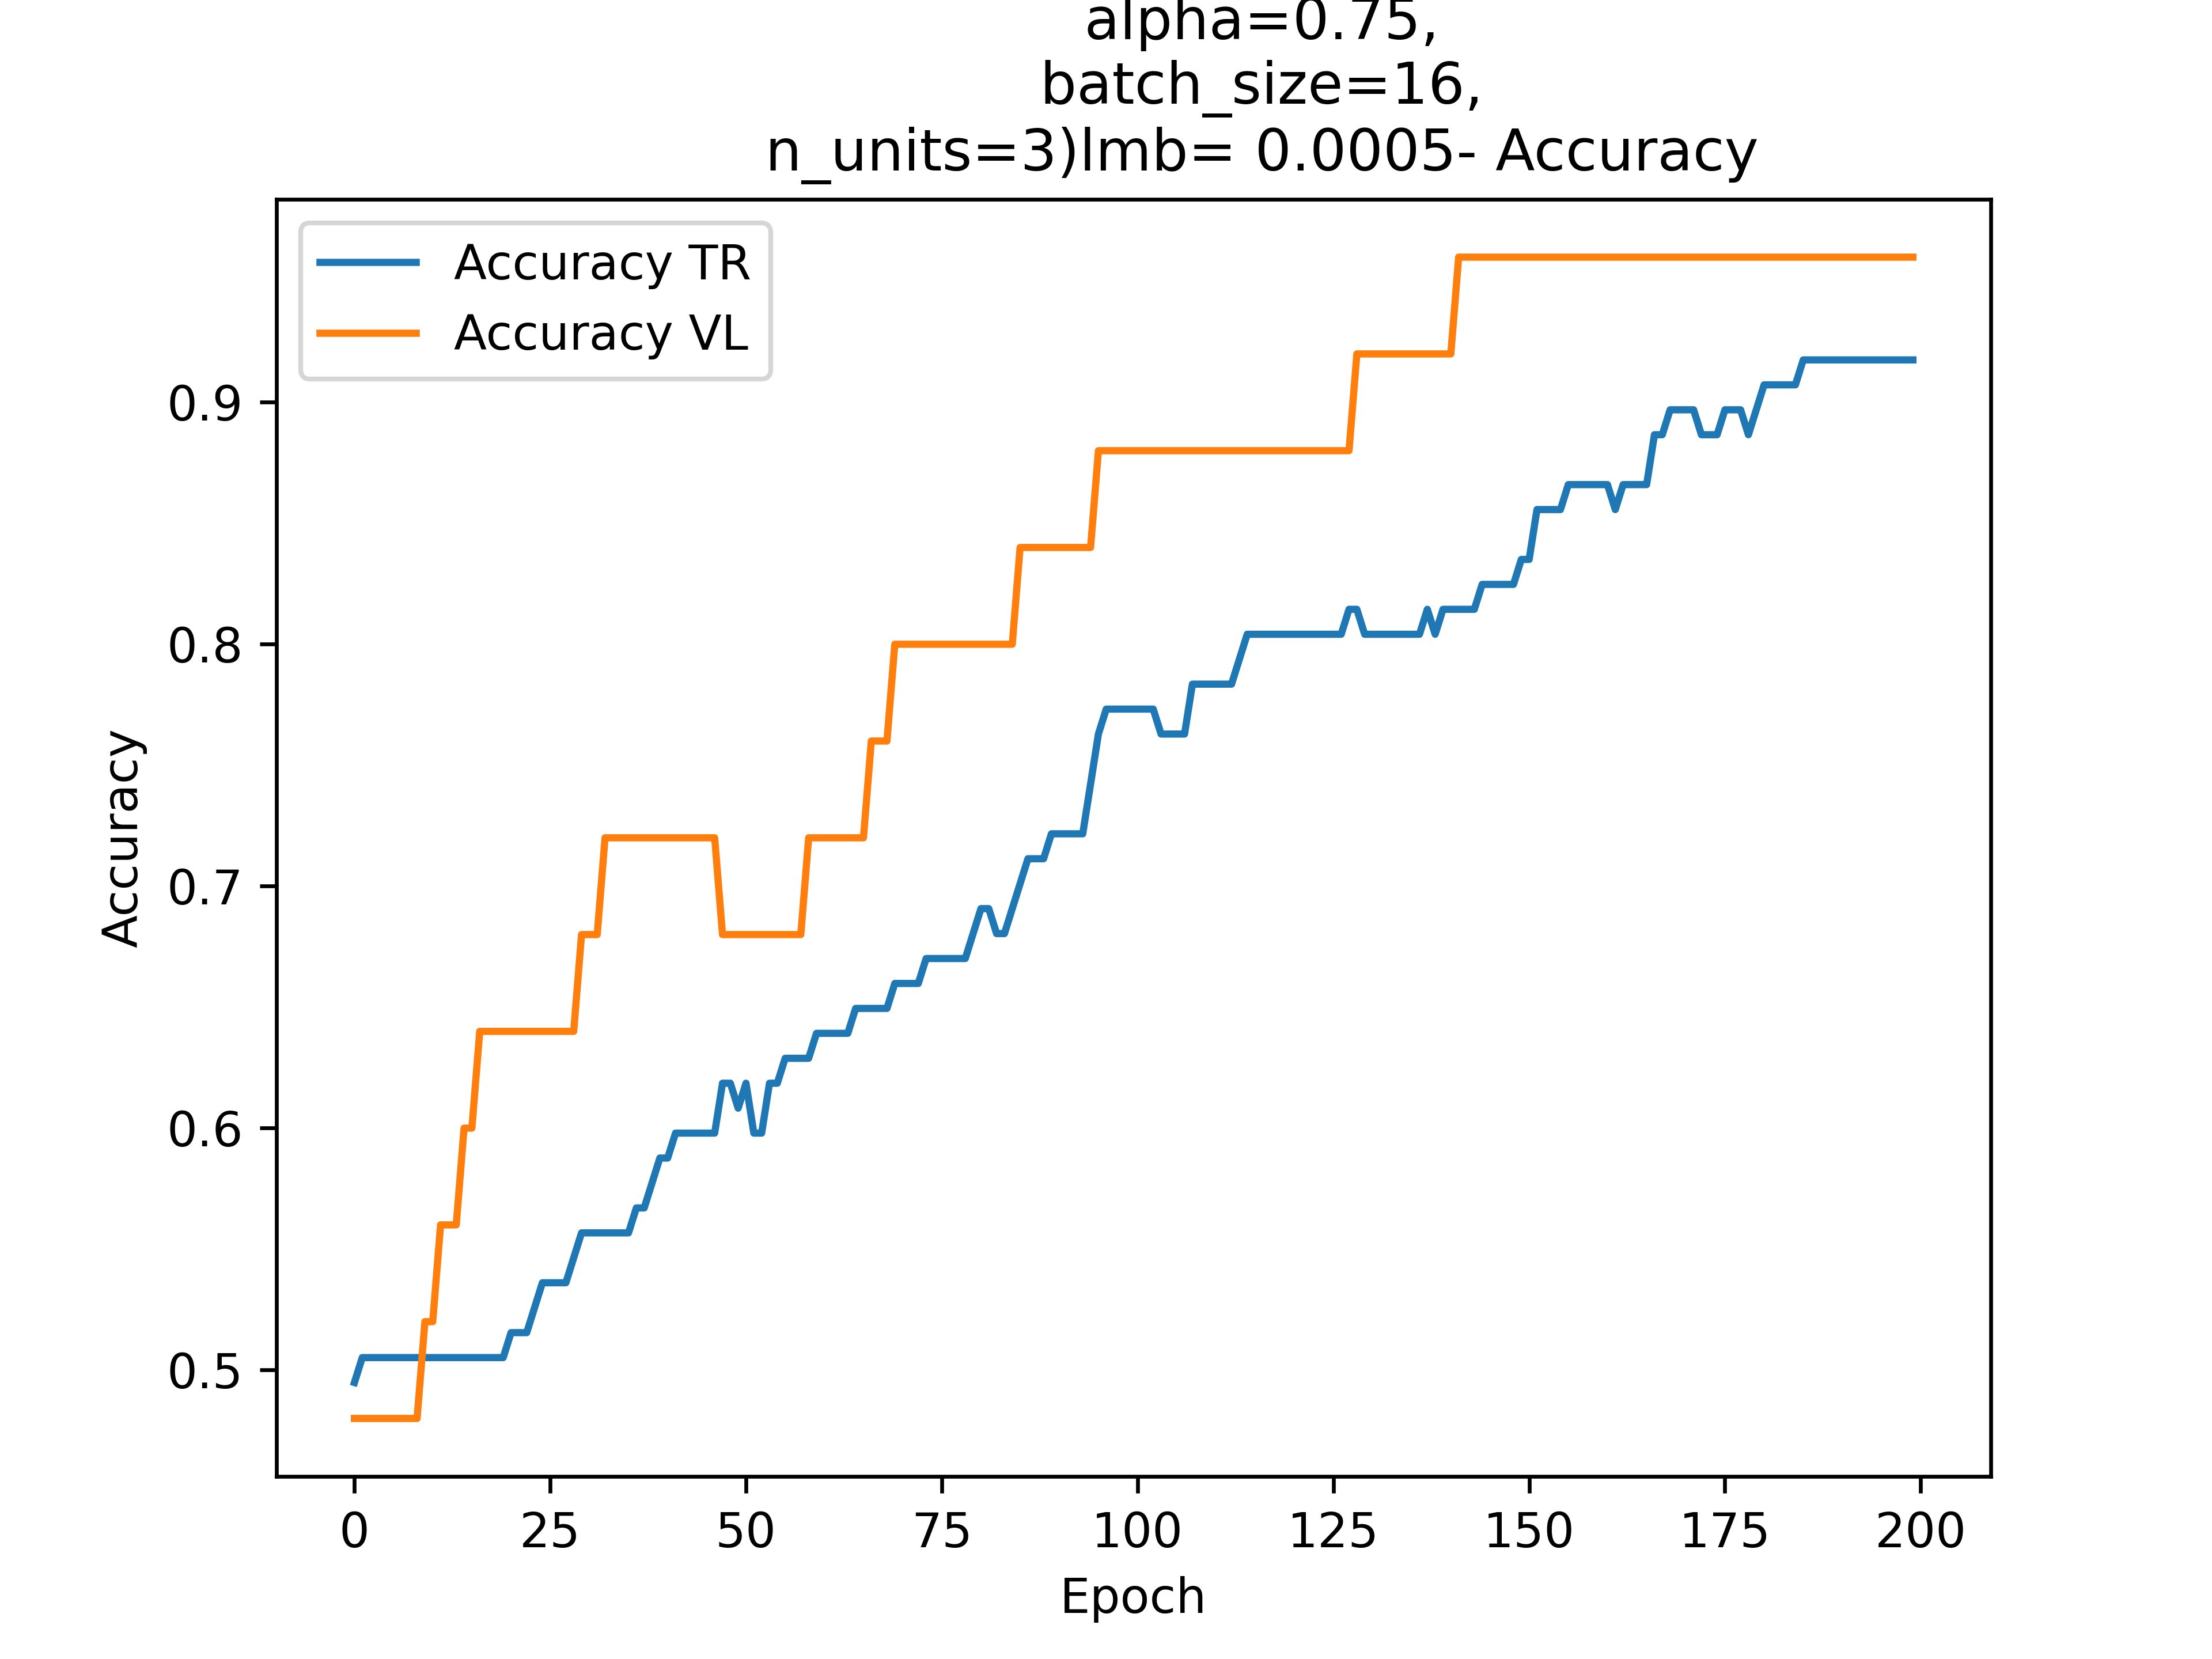 alpha=0.75,
batch_size=16,
n_units=3)lmb= 0.0005- Accuracy
Accuracy TR
Accuracy VL
Accuracy
0.9
0.8
0.7
0.6
0.5
0 25 50 75 100 125 150 175 200
Epoch